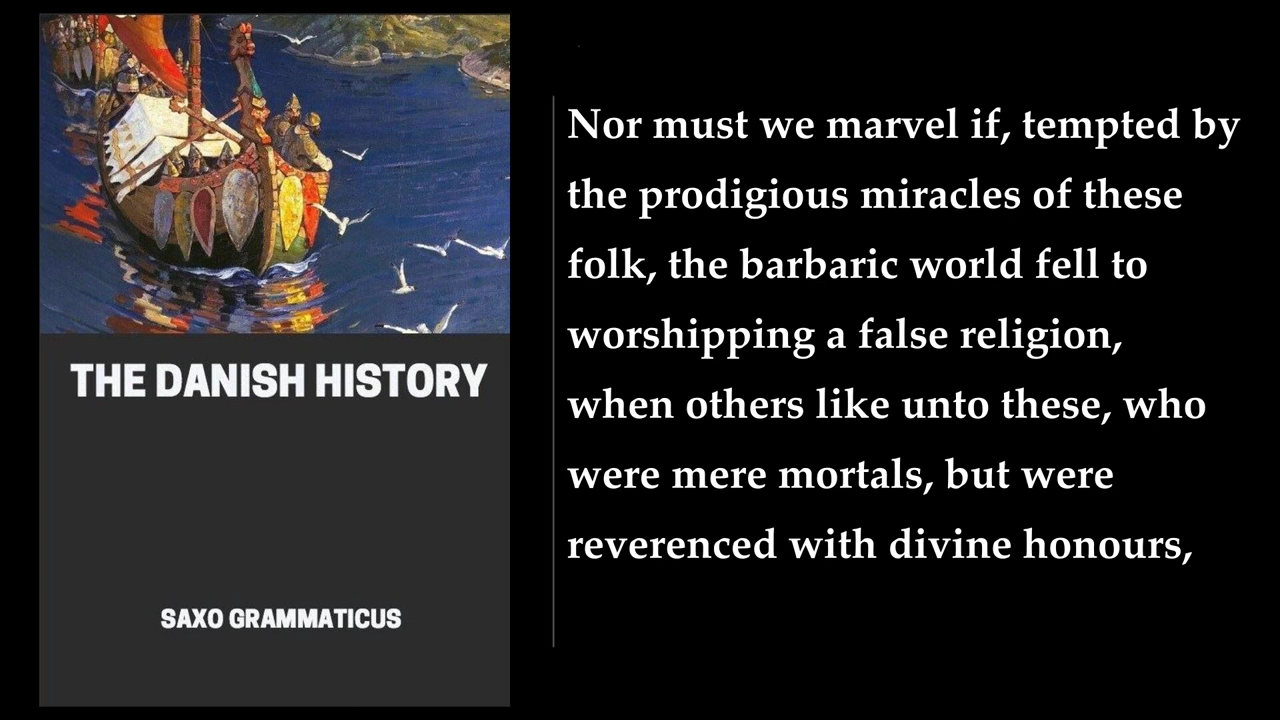 THE DANISH HISTORY
SAXO GRAMMATICUS
Nor must we marvel if, tempted by
the prodigious miracles of these
folk, the barbaric world fell to
worshipping a false religion,
when others like unto these, who
were mere mortals, but were
reverenced with divine honours,